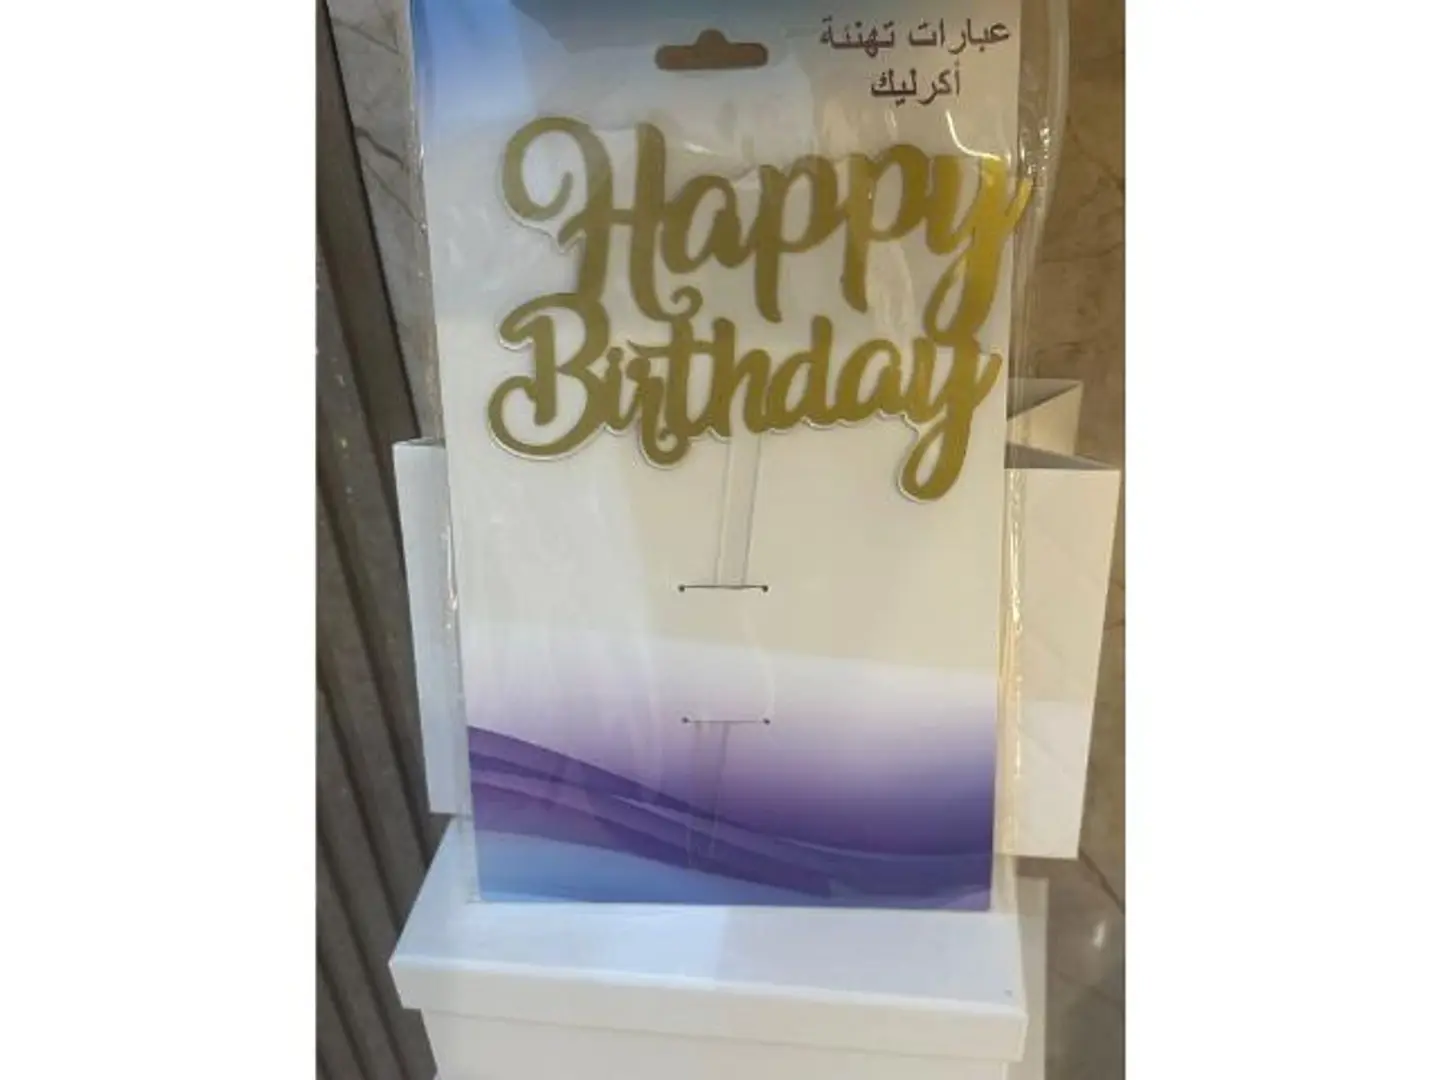 عبارات تهنئة
أكرليك
Happy
Birthday